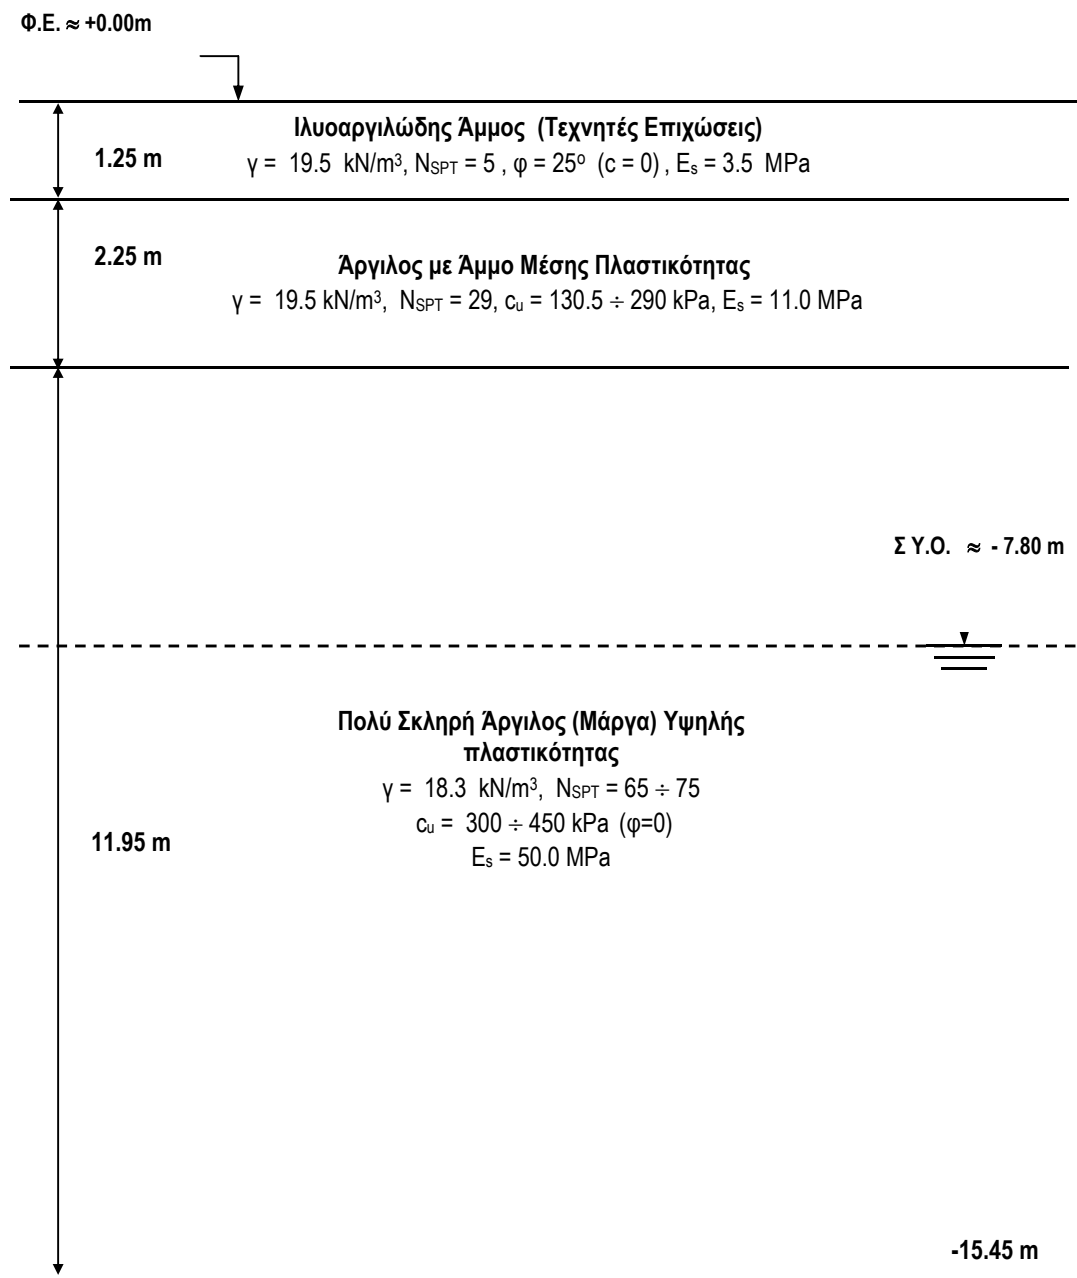 Φ.Ε. ≈ +0.00m
Ιλυοαργιλώδης Άμμος (Τεχνητές Επιχώσεις)
1.25 m
γ = 19.5 kN/m³, NSPT = 5 , φ = 25º (c = 0) , Es = 3.5 MPa
2.25 m
Άργιλος με Άμμο Μέσης Πλαστικότητας
γ = 19.5 kN/m³, NSPT = 29, cu = 130.5 ÷ 290 kPa, Es = 11.0 MPa
Σ Υ.Ο. ≈ - 7.80 m
Πολύ Σκληρή Άργιλος (Μάργα) Υψηλής
πλαστικότητας
γ = 18.3 kN/m³, NSPT = 65 ÷ 75
cu = 300 ÷ 450 kPa (φ=0)
11.95 m
Es = 50.0 MPa
-15.45 m